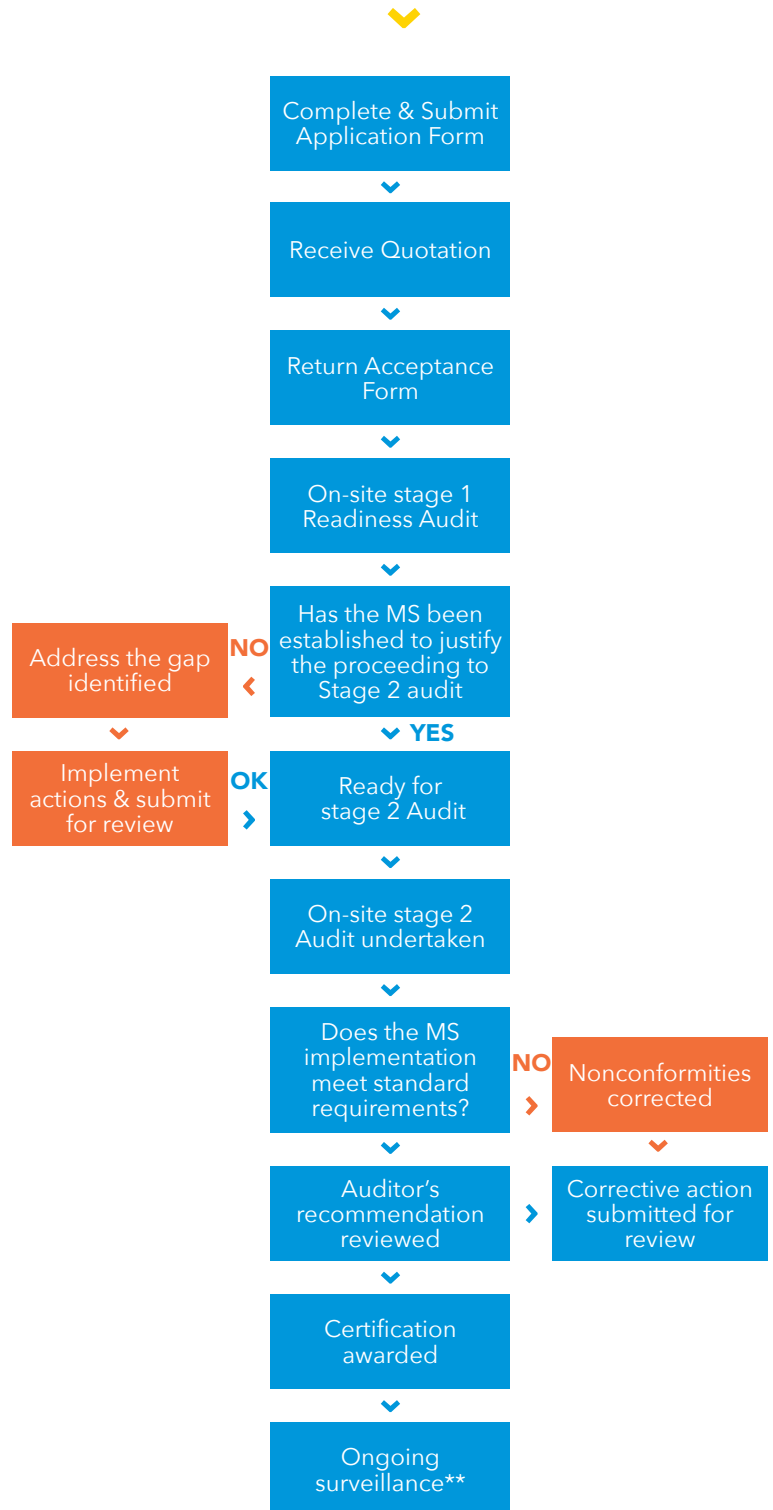 Complete & Submit
Application Form
Receive Quotation
Return Acceptance
Form
On-site stage 1
Readiness Audit
Has the MS been
established to justify
the proceeding to
Stage 2 audit
NO
Address the gap
identified
YES
Implement
actions & submit
for review
OK
Ready for
stage 2 Audit
On-site stage 2
Audit undertaken
Does the MS
implementation
meet standard
requirements?
NO
Nonconformities
corrected
Auditor’s
recommendation
reviewed
Corrective action
submitted for
review
Certification
awarded
Ongoing
surveillance**